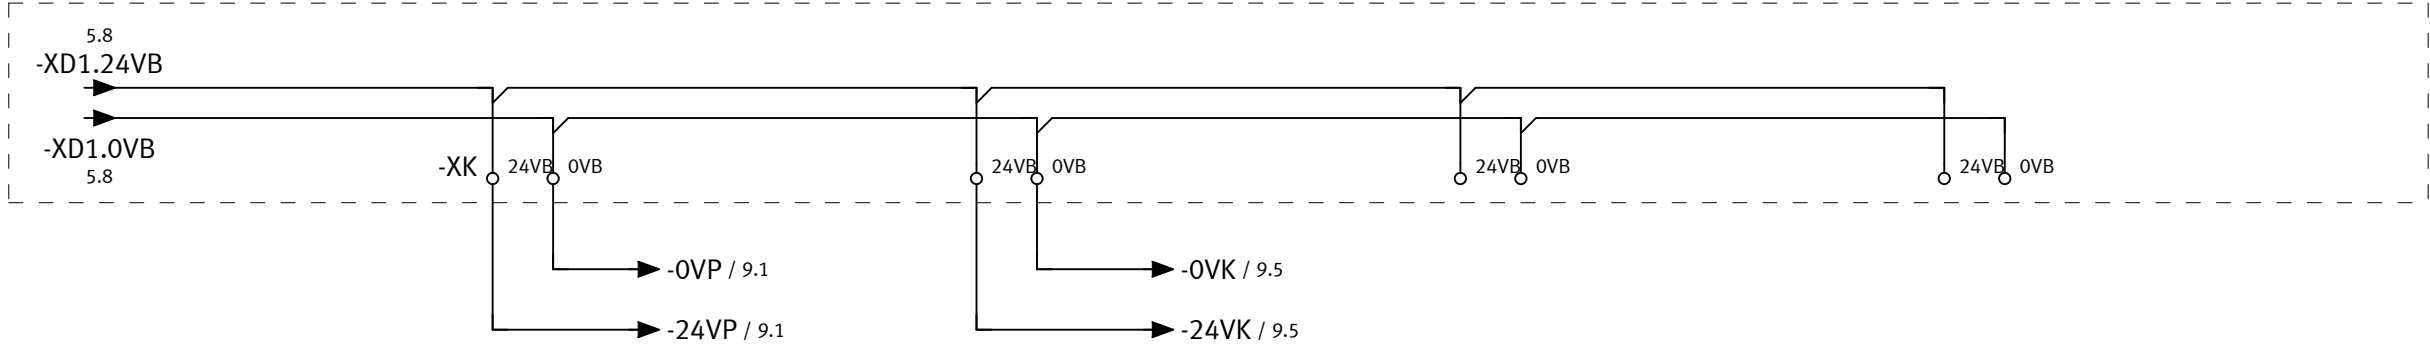 5.8
-XD1.24VB
-XD1.0VB
5.8
-XK 24VB 0VB 24VB 0VB 24VB 0VB 24VB 0VB
-0VP / 9.1 -0VK / 9.5
-24VP / 9.1 -24VK / 9.5